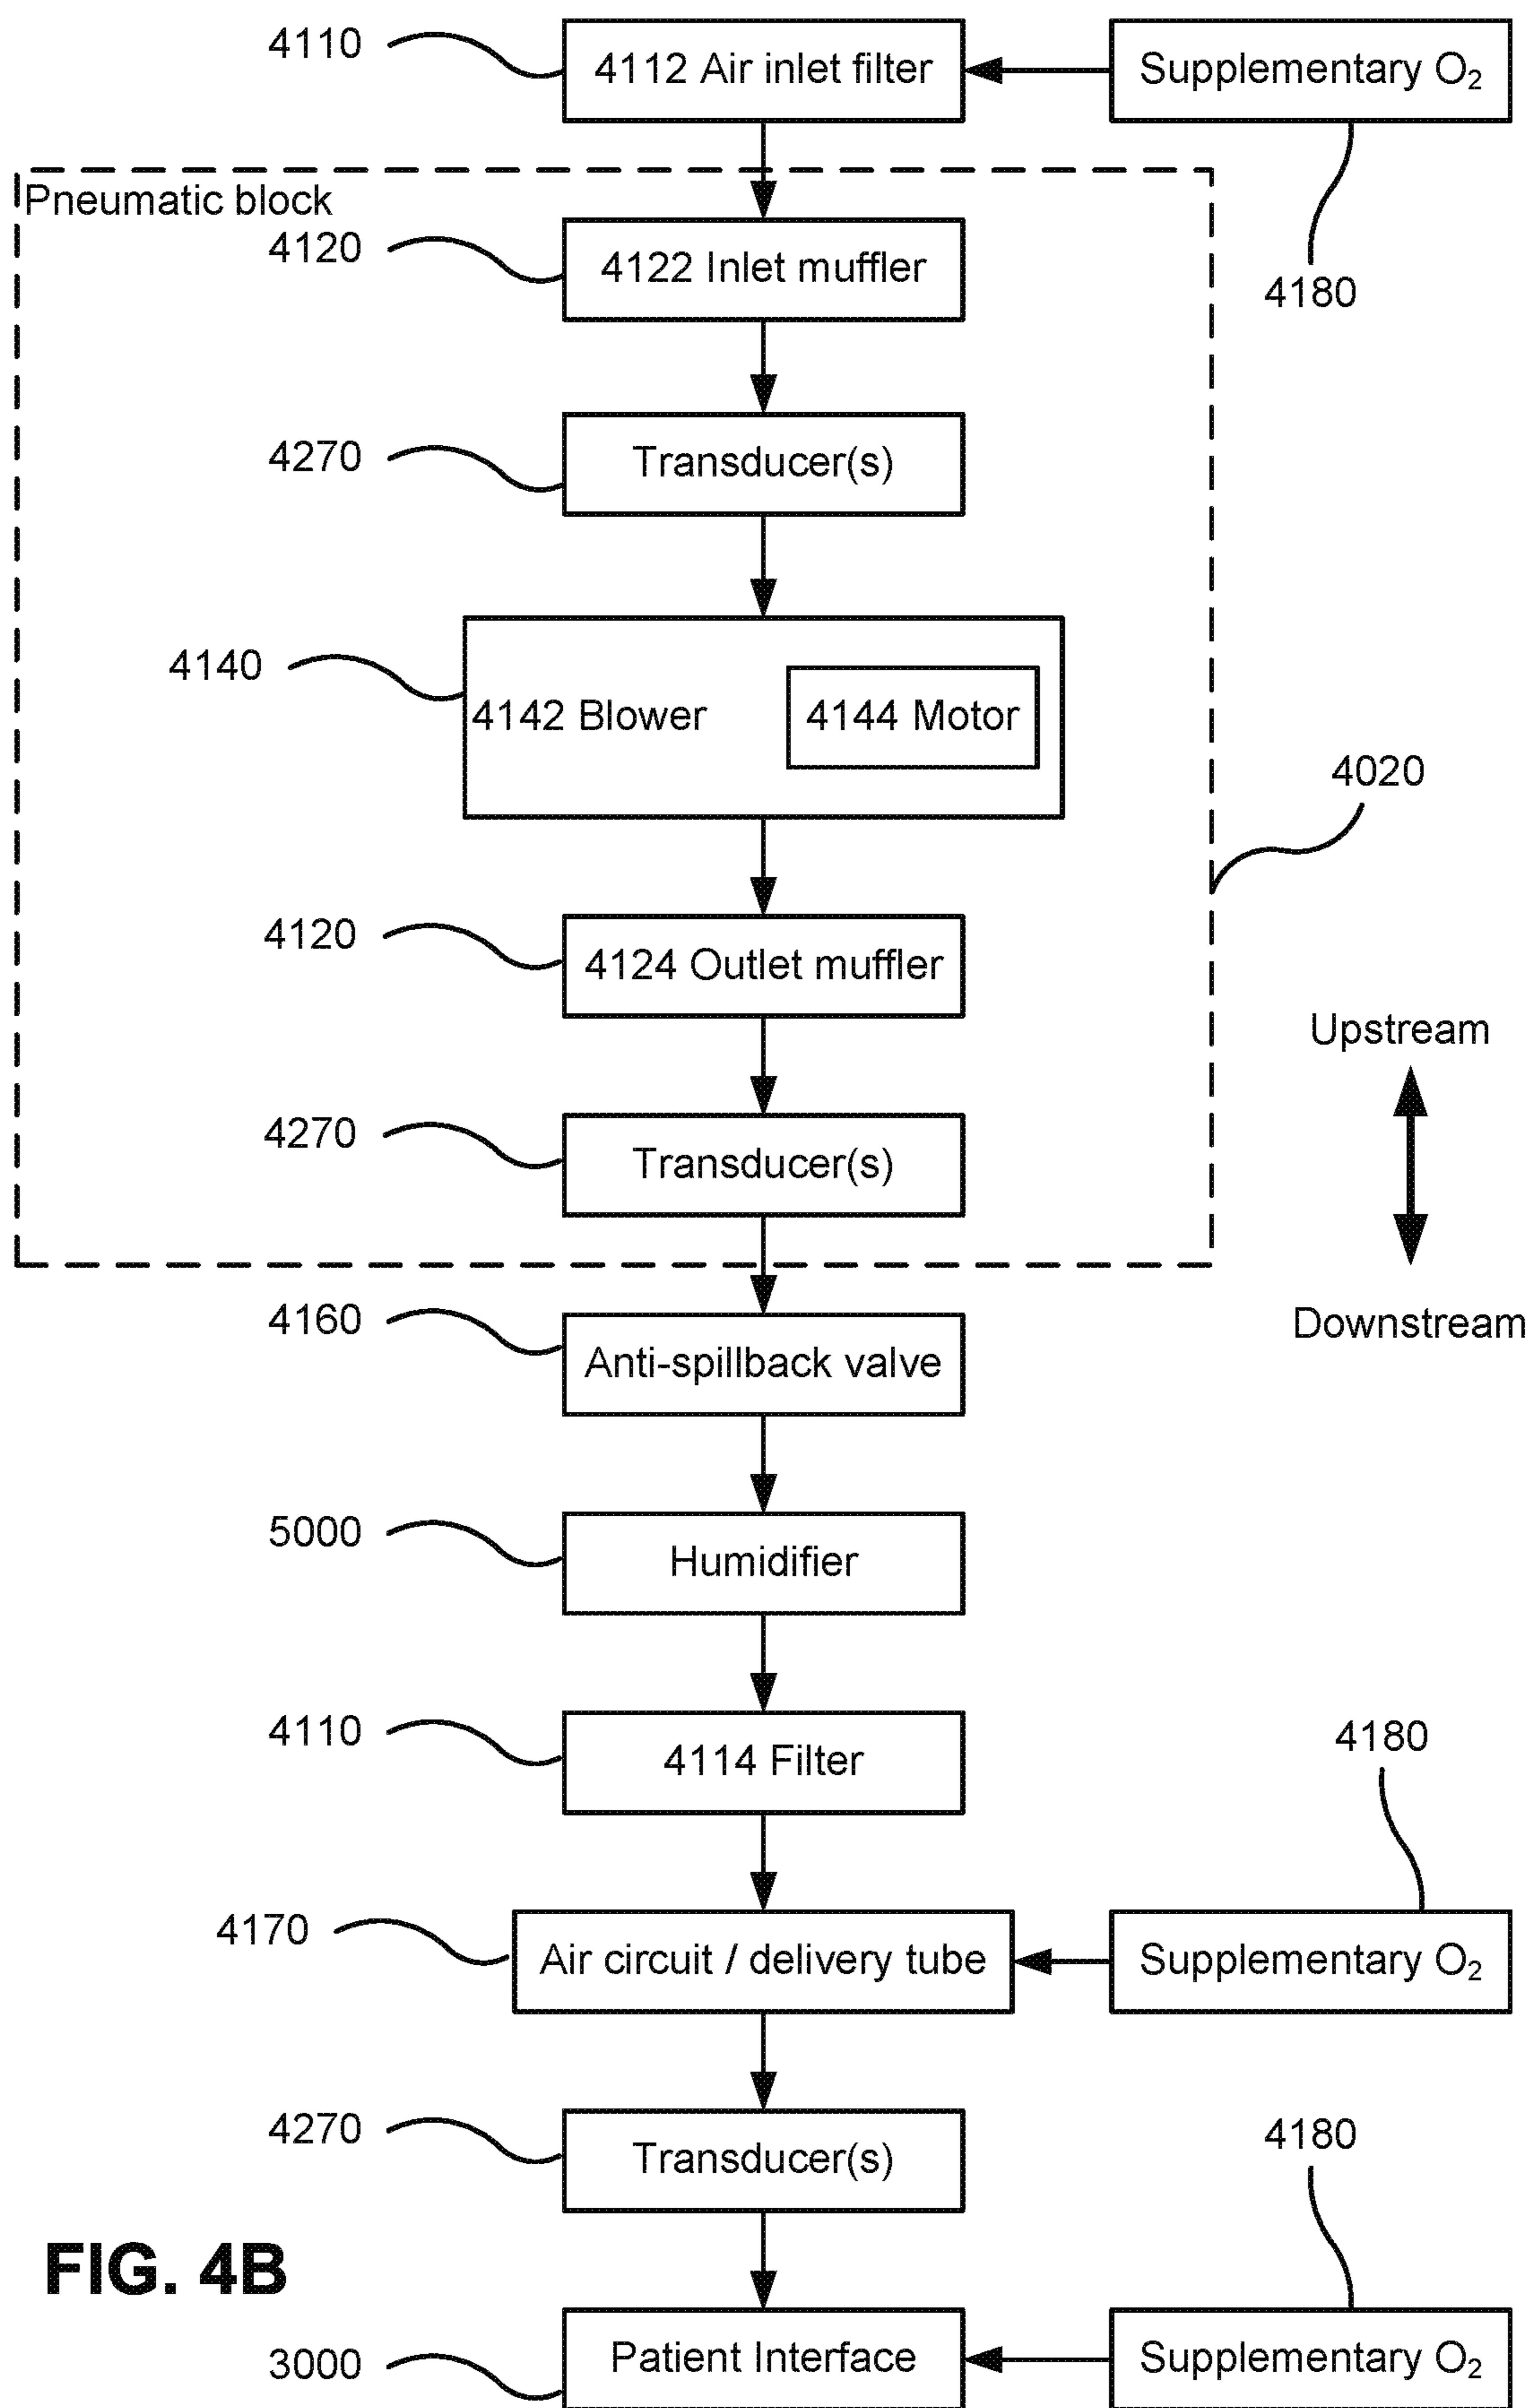 4110
4112 Air inlet filter
Supplementary O₂
Pneumatic block
4120
4122 Inlet muffler
4180
4270
Transducer(s)
4140
4142 Blower
4144 Motor
4020
4120
4124 Outlet muffler
Upstream
4270
Transducer(s)
4160
Anti-spillback valve
Downstream
5000
Humidifier
4110
4114 Filter
4180
4170
Air circuit / delivery tube
Supplementary O₂
4270
Transducer(s)
4180
FIG. 4B
3000
Patient Interface
Supplementary O₂